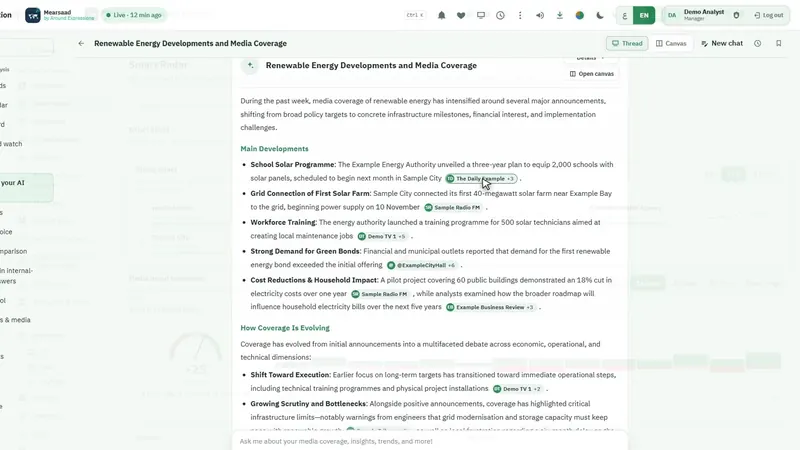 Mearsaad
by Around Expressions
Live · 12 min ago
Ctrl K
ع
EN
DA
Demo Analyst
Manager
Log out
Renewable Energy Developments and Media Coverage
Thread
Canvas
New chat
Renewable Energy Developments and Media Coverage
Details
Open canvas
During the past week, media coverage of renewable energy has intensified around several major announcements,
shifting from broad policy targets to concrete infrastructure milestones, financial interest, and implementation
challenges.
Main Developments
• School Solar Programme: The Example Energy Authority unveiled a three-year plan to equip 2,000 schools with
solar panels, scheduled to begin next month in Sample City The Daily Example +3 .
• Grid Connection of First Solar Farm: Sample City connected its first 40-megawatt solar farm near Example Bay
to the grid, beginning power supply on 10 November Sample Radio FM .
• Workforce Training: The energy authority launched a training programme for 500 solar technicians aimed at
creating local maintenance jobs Demo TV 1 +5 .
• Strong Demand for Green Bonds: Financial and municipal outlets reported that demand for the first renewable
energy bond exceeded the initial offering @ExampleCityHall +6 .
• Cost Reductions & Household Impact: A pilot project covering 60 public buildings demonstrated an 18% cut in
electricity costs over one year Sample Radio FM , while analysts examined how the broader roadmap will
influence household electricity bills over the next five years Example Business Review +3 .
How Coverage Is Evolving
Coverage has evolved from initial announcements into a multifaceted debate across economic, operational, and
technical dimensions:
• Shift Toward Execution: Earlier focus on long-term targets has transitioned toward immediate operational steps,
including technical training programmes and physical project installations Demo TV 1 +2 .
• Growing Scrutiny and Bottlenecks: Alongside positive announcements, coverage has highlighted critical
infrastructure limits—notably warnings from engineers that grid modernisation and storage capacity must keep
Ask me about your media coverage, insights, trends, and more!
your AI